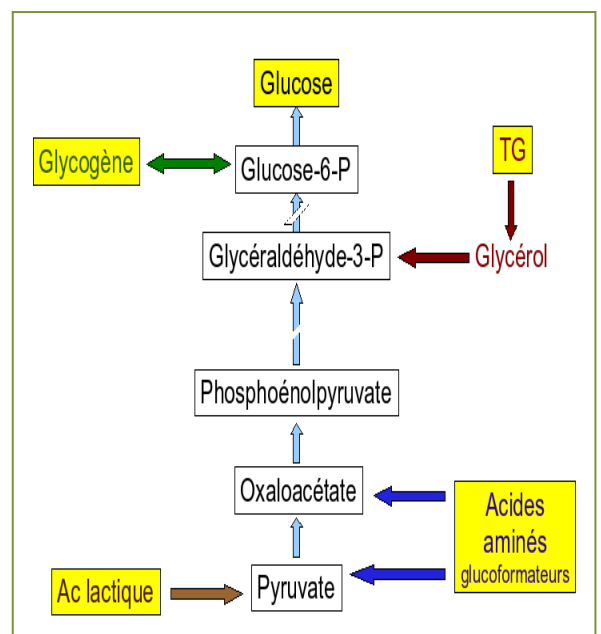 Glucose
Glycogène
Glucose-6-P
TG
Glycéraldéhyde-3-P
Glycérol
Phosphoénolpyruvate
Oxaloacétate
Acides
aminés
glucoformateurs
Ac lactique
Pyruvate